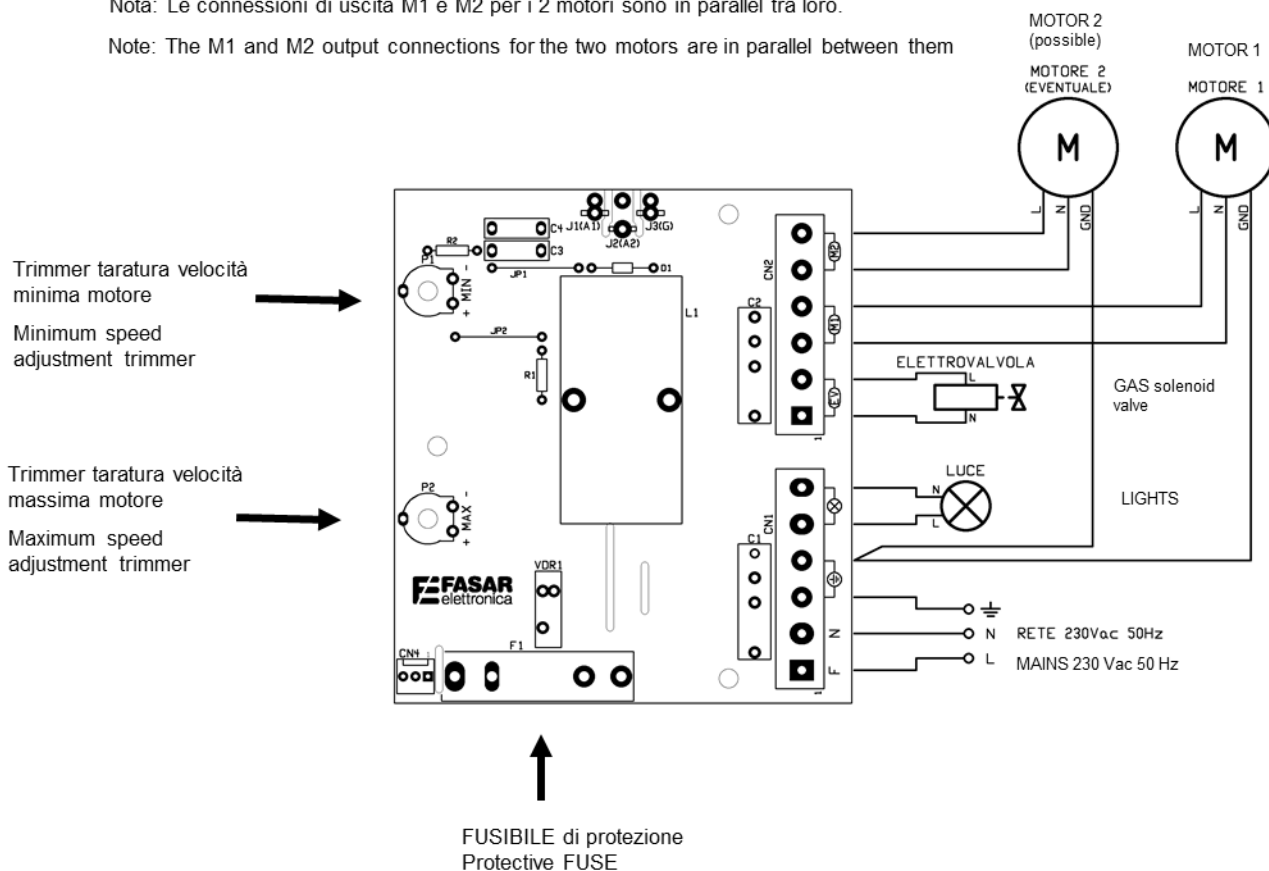 Nota: Le connessioni di uscita M1 e M2 per i 2 motori sono in parallel tra loro.
Note: The M1 and M2 output connections for the two motors are in parallel between them
MOTOR 2
(possible)
MOTOR 1
MOTORE 2
(EVENTUALE)
MOTORE 1
M
M
L
N
GND
L
N
GND
J1(A1)
J2(A2)
J3(G)
C4
C3
R2
P1
MIN
- +
JP1
D1
L1
JP2
R1
CN2
C2
M2
M1
EV
1
Trimmer taratura velocità
minima motore
Minimum speed
adjustment trimmer
ELETTROVALVOLA
L
N
GAS solenoid
valve
Trimmer taratura velocità
massima motore
Maximum speed
adjustment trimmer
P2
MAX
- +
LUCE
N
L
LIGHTS
CN1
C1
N
F
1
FASAR
elettronica
VDR1
F1
CN4
1
N RETE 230Vac 50Hz
L MAINS 230 Vac 50 Hz
FUSIBILE di protezione
Protective FUSE